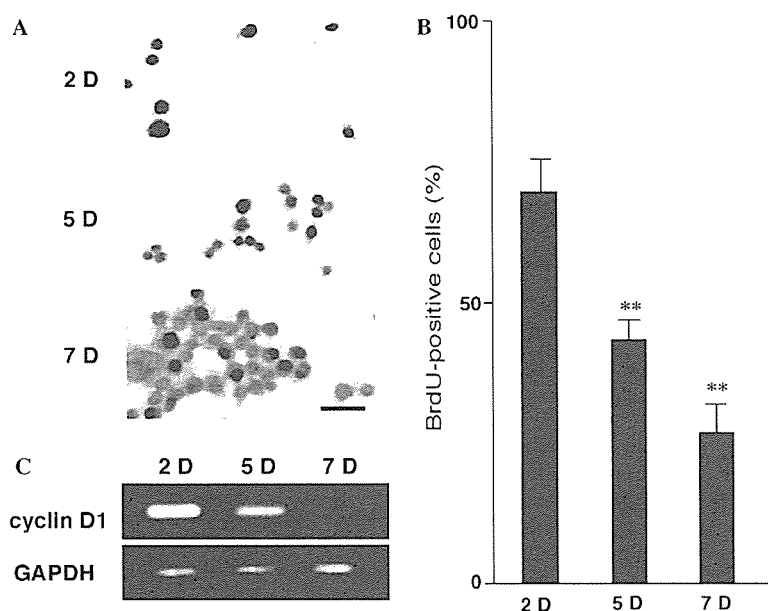 A
2 D
5 D
7 D
B
100
50
0
BrdU-positive cells (%)
**
**
2 D
5 D
7 D
C
2 D
5 D
7 D
cyclin D1
GAPDH